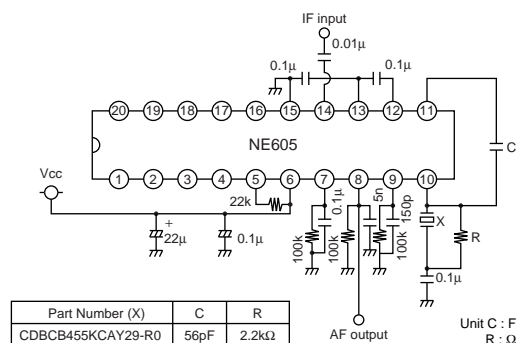 IF input
0.01μ
0.1μ
0.1μ
20 19 18 17 16 15 14 13 12 11
NE605
C
1 2 3 4 5 6 7 8 9 10
Vcc
22k
+
22μ
0.1μ
100k
0.1μ
100k
5n
100k
150p
X
R
0.1μ
AF output
Part Number (X) C R
CDBCB455KCAY29-R0 56pF 2.2kΩ
Unit C : F
R : Ω